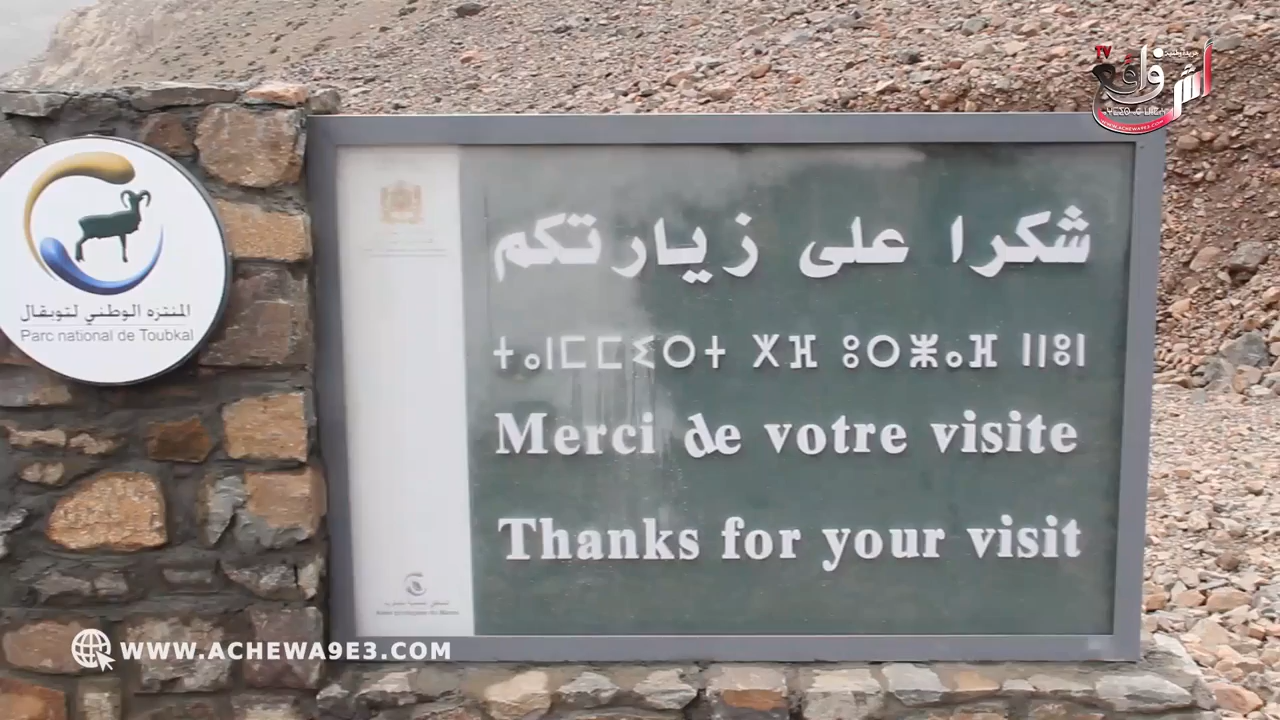 TV
شكرا على زيارتكم
ⵜⴰⵏⵎⵎⵉⵔⵜ ⵅⴼ ⵓⵔⵣⴰⴼ ⵏⵏⵓⵏ
Merci de votre visite
Thanks for your visit
المنتزه الوطني لتوبقال
Parc national de Toubkal
WWW.ACHEWA9E3.COM